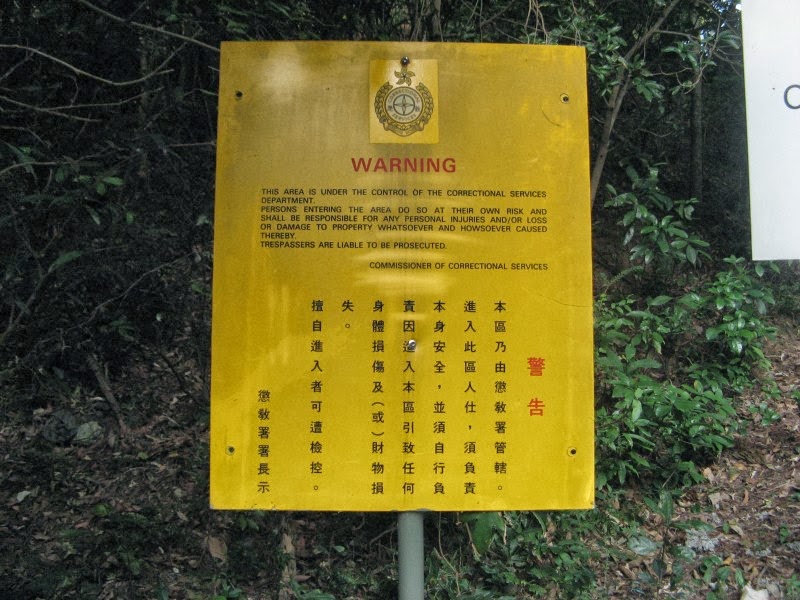 WARNING
THIS AREA IS UNDER THE CONTROL OF THE CORRECTIONAL SERVICES
DEPARTMENT.
PERSONS ENTERING THE AREA DO SO AT THEIR OWN RISK AND
SHALL BE RESPONSIBLE FOR ANY PERSONAL INJURIES AND/OR LOSS
OR DAMAGE TO PROPERTY WHATSOEVER AND HOWSOEVER CAUSED
THEREBY.
TRESPASSERS ARE LIABLE TO BE PROSECUTED.
COMMISSIONER OF CORRECTIONAL SERVICES
警告
本區乃由懲教署管轄。
進入此區人仕，須負責
本身安全，並須自行負
責因進入本區引致任何
身體損傷及（或）財物損
失。
擅自進入者可遭檢控。
懲教署署長示